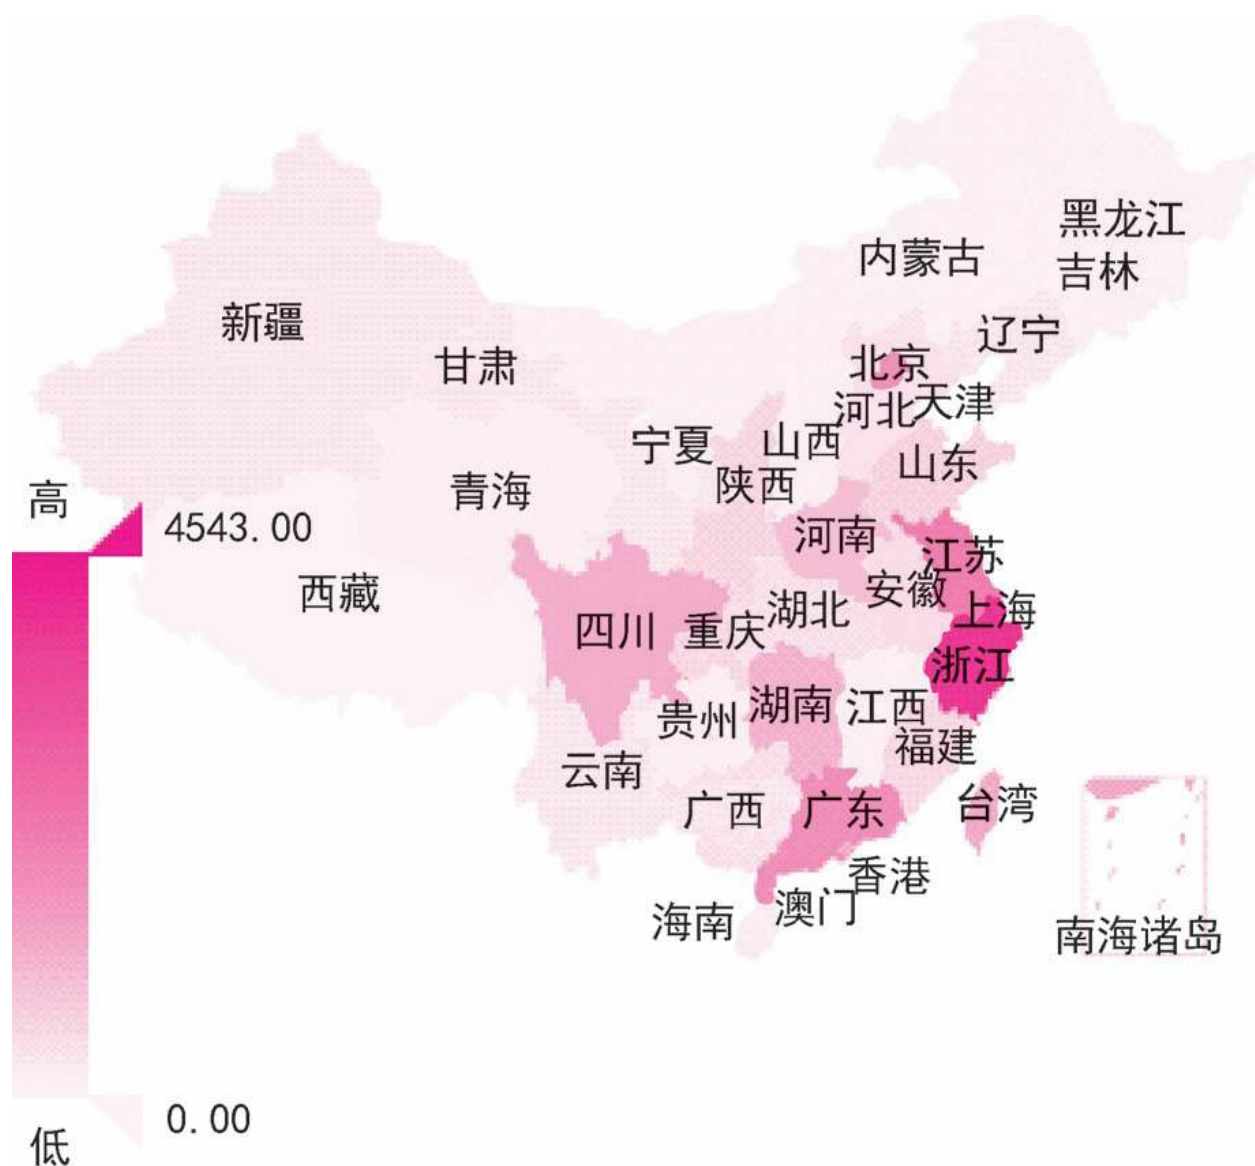 黑龙江
内蒙古
吉林
新疆
辽宁
甘肃
北京
河北
天津
宁夏
山西
山东
陕西
青海
高
4543.00
河南
江苏
西藏
安徽
湖北
上海
四川
重庆
浙江
湖南
江西
贵州
福建
云南
广西
广东
台湾
香港
澳门
海南
南海诸岛
0.00
低